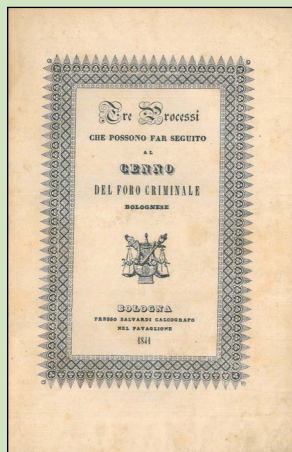 Tre Processi
CHE POSSONO FAR SEGUITO
AL
CENNO
DEL FORO CRIMINALE
BOLOGNESE
BOLOGNA
PRESSO SALVARDI CALCOGRAFO
NEL PAVAGLIONE
1841